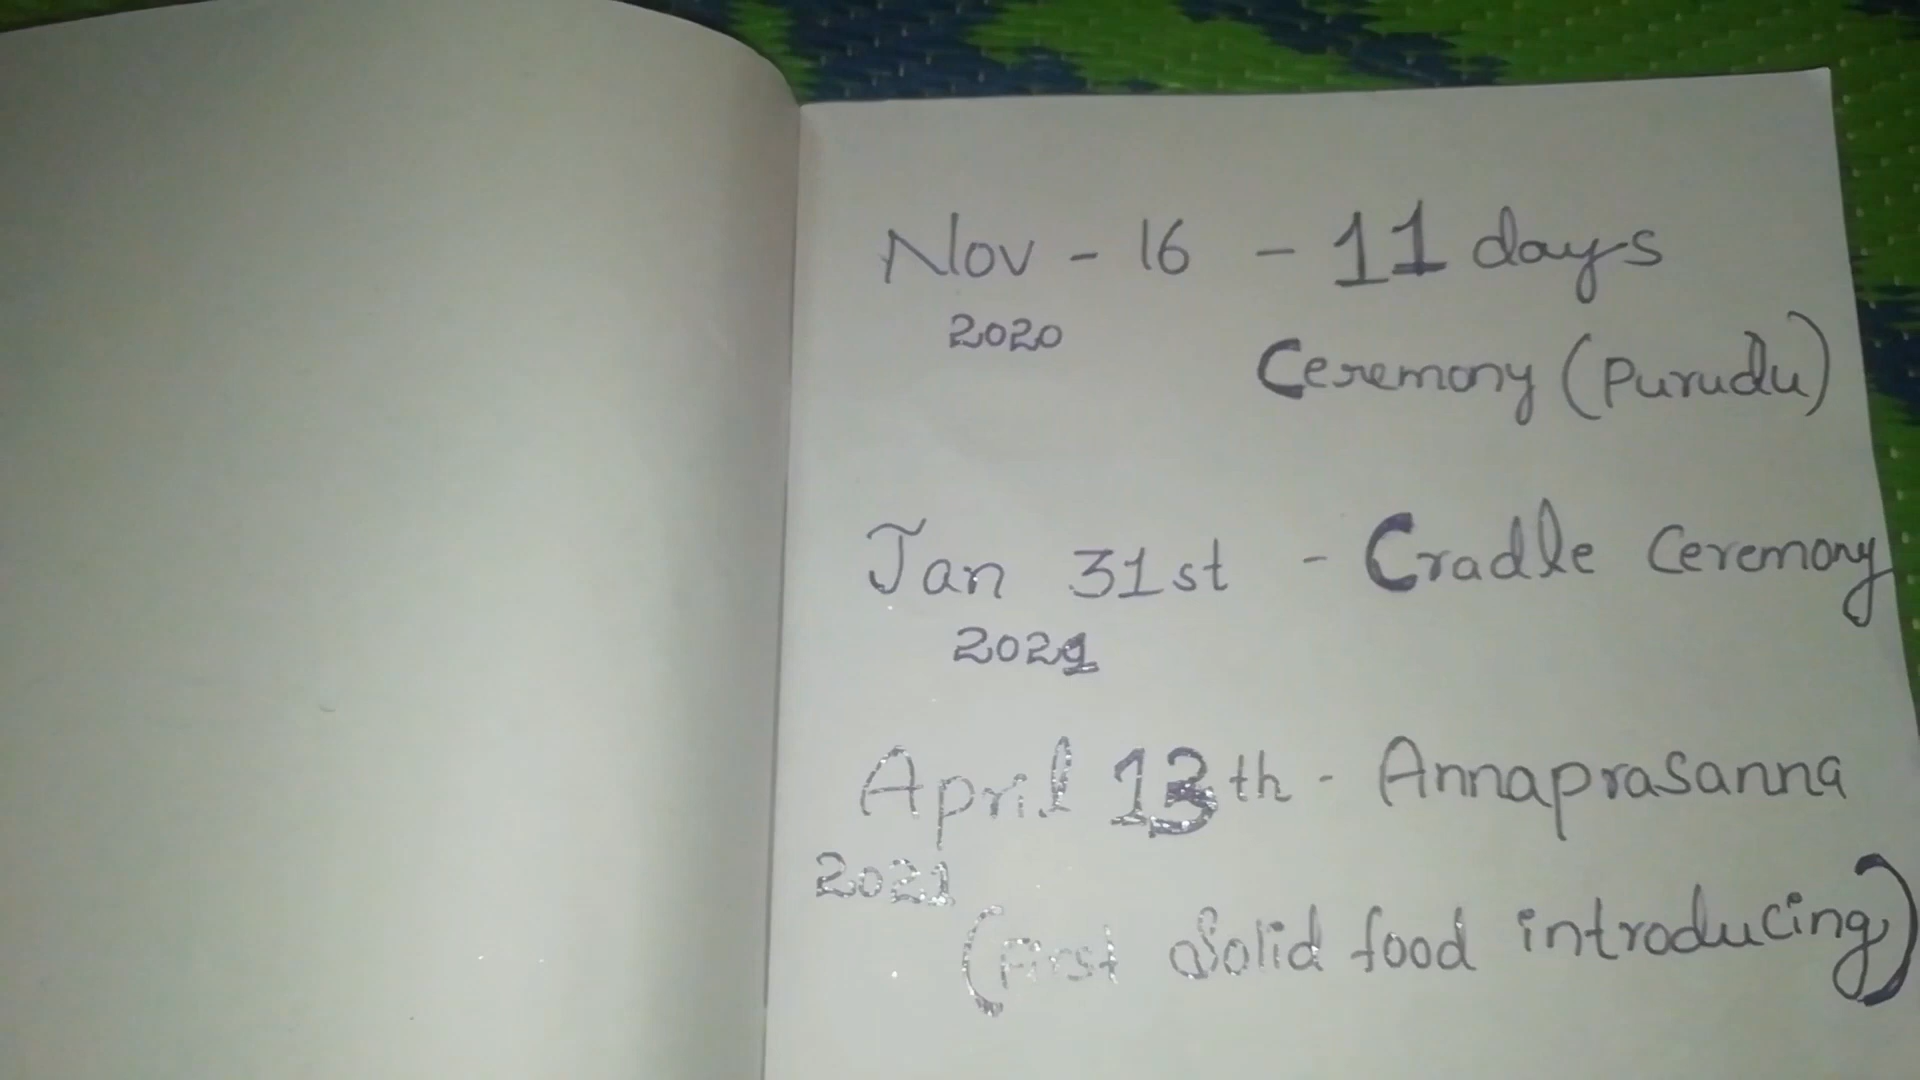 Nov - 16 - 11 days
2020
Ceremony (Purudu)
Jan 31st - Cradle Ceremony
2021
April 13th - Annaprasanna
2021
(First Solid food introducing)